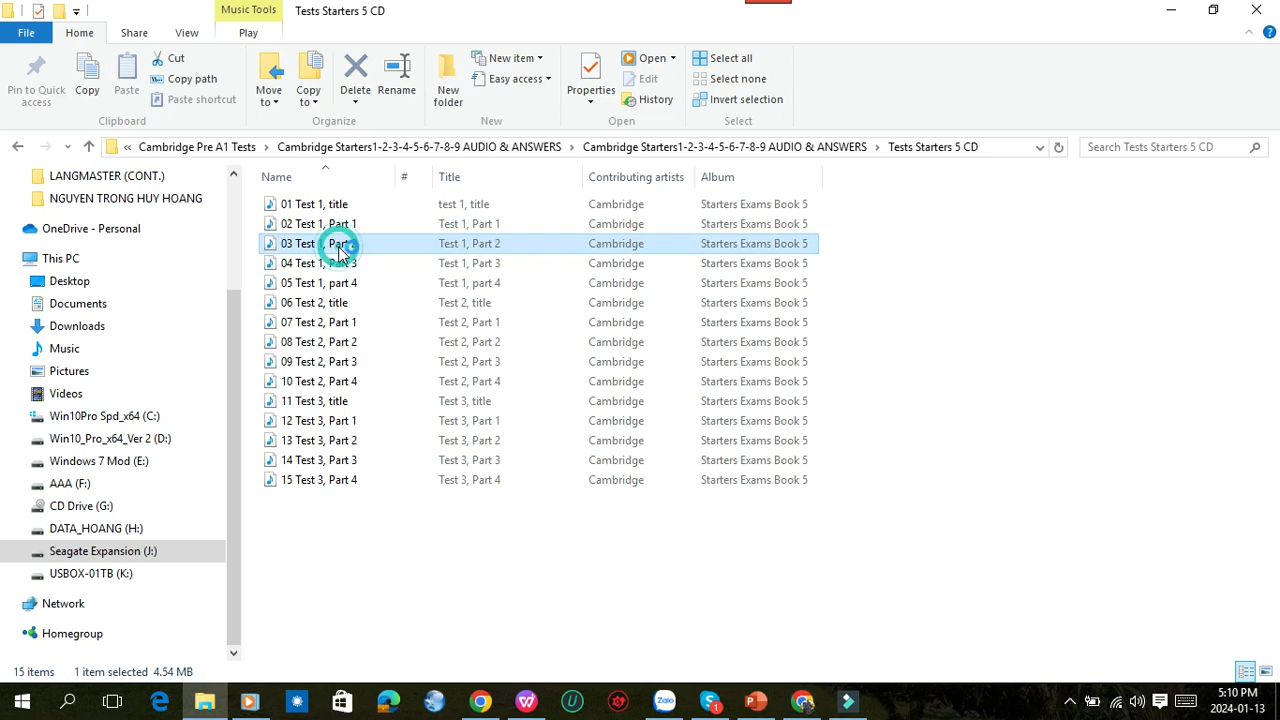 Music Tools
Tests Starters 5 CD
File
Home
Share
View
Play
Pin to Quick access
Copy
Paste
Cut
Copy path
Paste shortcut
Clipboard
Move to
Copy to
Delete
Rename
Organize
New folder
New item
Easy access
New
Properties
Open
Edit
History
Open
Select all
Select none
Invert selection
Select
« Cambridge Pre A1 Tests > Cambridge Starters1-2-3-4-5-6-7-8-9 AUDIO & ANSWERS > Cambridge Starters1-2-3-4-5-6-7-8-9 AUDIO & ANSWERS > Tests Starters 5 CD
Search Tests Starters 5 CD
LANGMASTER (CONT.)
NGUYEN TRONG HUY HOANG
OneDrive - Personal
This PC
Desktop
Documents
Downloads
Music
Pictures
Videos
Win10Pro Spd_x64 (C:)
Win10_Pro_x64_Ver 2 (D:)
Windows 7 Mod (E:)
AAA (F:)
CD Drive (G:)
DATA_HOANG (H:)
Seagate Expansion (J:)
USBOX-01TB (K:)
Network
Homegroup
Name # Title Contributing artists Album
01 Test 1, title test 1, title Cambridge Starters Exams Book 5
02 Test 1, Part 1 Test 1, Part 1 Cambridge Starters Exams Book 5
03 Test Test 1, Part 2 Cambridge Starters Exams Book 5
04 Test 1, Part 3 Test 1, Part 3 Cambridge Starters Exams Book 5
05 Test 1, part 4 Test 1, part 4 Cambridge Starters Exams Book 5
06 Test 2, title Test 2, title Cambridge Starters Exams Book 5
07 Test 2, Part 1 Test 2, Part 1 Cambridge Starters Exams Book 5
08 Test 2, Part 2 Test 2, Part 2 Cambridge Starters Exams Book 5
09 Test 2, Part 3 Test 2, Part 3 Cambridge Starters Exams Book 5
10 Test 2, Part 4 Test 2, Part 4 Cambridge Starters Exams Book 5
11 Test 3, title Test 3, title Cambridge Starters Exams Book 5
12 Test 3, Part 1 Test 3, Part 1 Cambridge Starters Exams Book 5
13 Test 3, Part 2 Test 3, Part 2 Cambridge Starters Exams Book 5
14 Test 3, Part 3 Test 3, Part 3 Cambridge Starters Exams Book 5
15 Test 3, Part 4 Test 3, Part 4 Cambridge Starters Exams Book 5
15 items 1 item selected 4.54 MB
Zalo
1
5:10 PM
2024-01-13